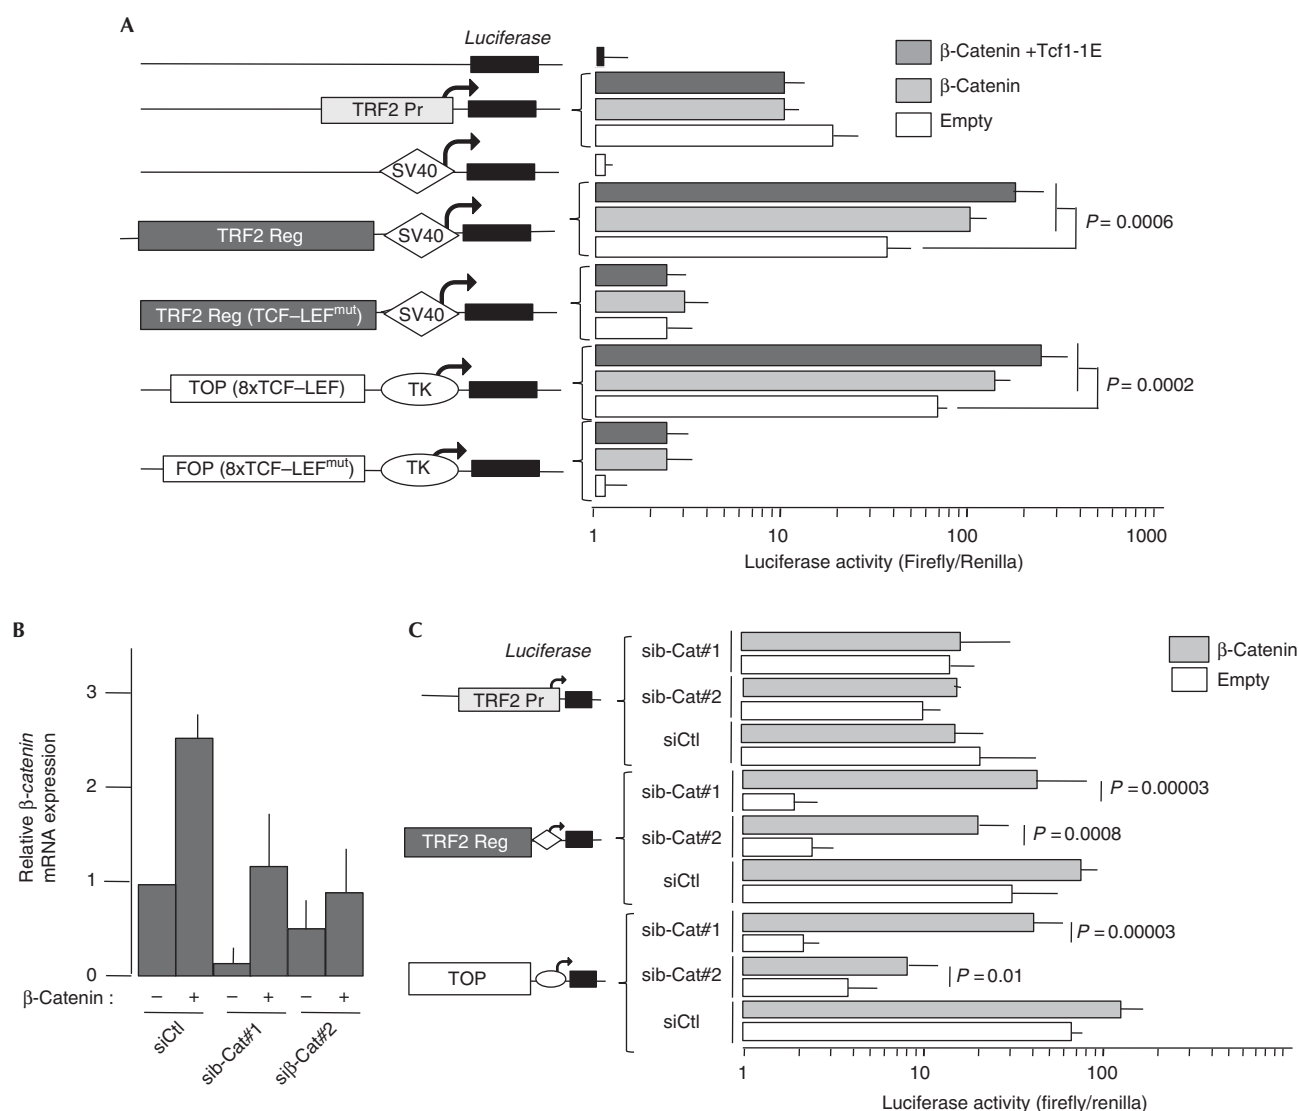 A
Luciferase
β-Catenin +Tcf1-1E
β-Catenin
Empty
TRF2 Pr
SV40
TRF2 Reg
SV40
P = 0.0006
TRF2 Reg (TCF–LEFmut)
SV40
TOP (8xTCF–LEF)
TK
P = 0.0002
FOP (8xTCF–LEFmut)
TK
1
10
100
1000
Luciferase activity (Firefly/Renilla)
B
Relative β-catenin
mRNA expression
3
2
1
0
β-Catenin :
– + – + – +
siCtl
sib-Cat#1
siβ-Cat#2
C
Luciferase
β-Catenin
Empty
TRF2 Pr
sib-Cat#1
sib-Cat#2
siCtl
TRF2 Reg
sib-Cat#1
P = 0.00003
sib-Cat#2
P = 0.0008
siCtl
TOP
sib-Cat#1
P = 0.00003
sib-Cat#2
P = 0.01
siCtl
1
10
100
Luciferase activity (firefly/renilla)